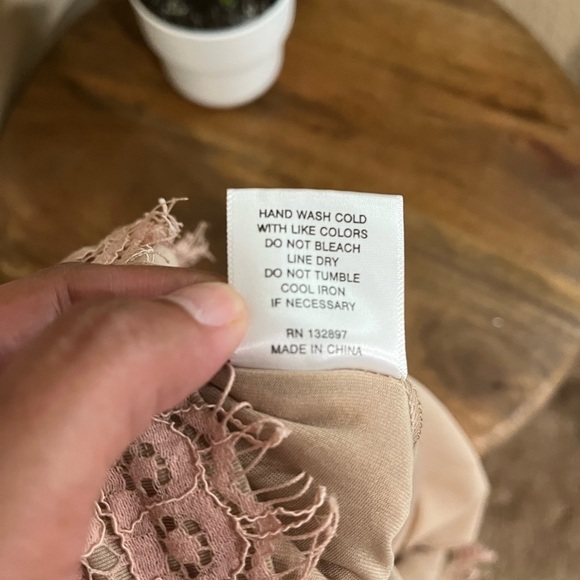 HAND WASH COLD
WITH LIKE COLORS
DO NOT BLEACH
LINE DRY
DO NOT TUMBLE
COOL IRON
IF NECESSARY
RN 132897
MADE IN CHINA